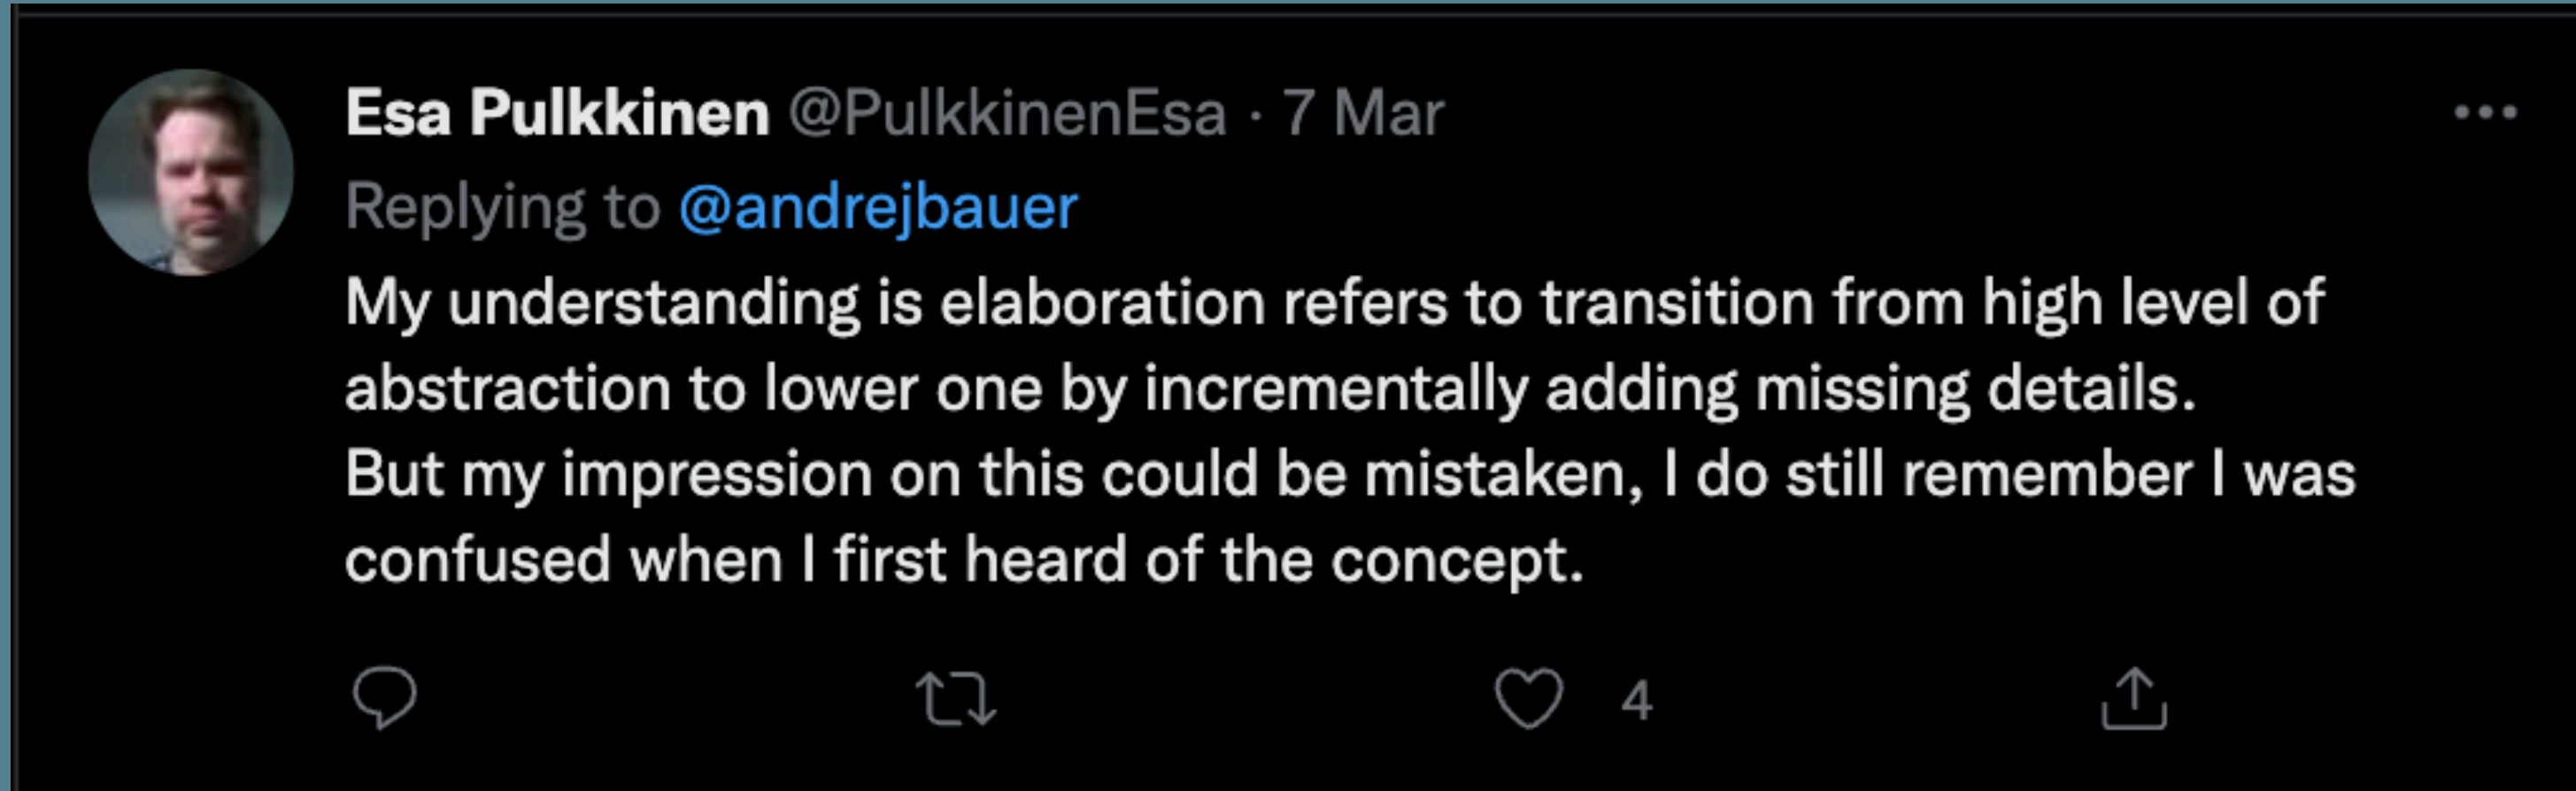 Esa Pulkkinen @PulkkinenEsa · 7 Mar
Replying to @andrejbauer
My understanding is elaboration refers to transition from high level of
abstraction to lower one by incrementally adding missing details.
But my impression on this could be mistaken, I do still remember I was
confused when I first heard of the concept.
4